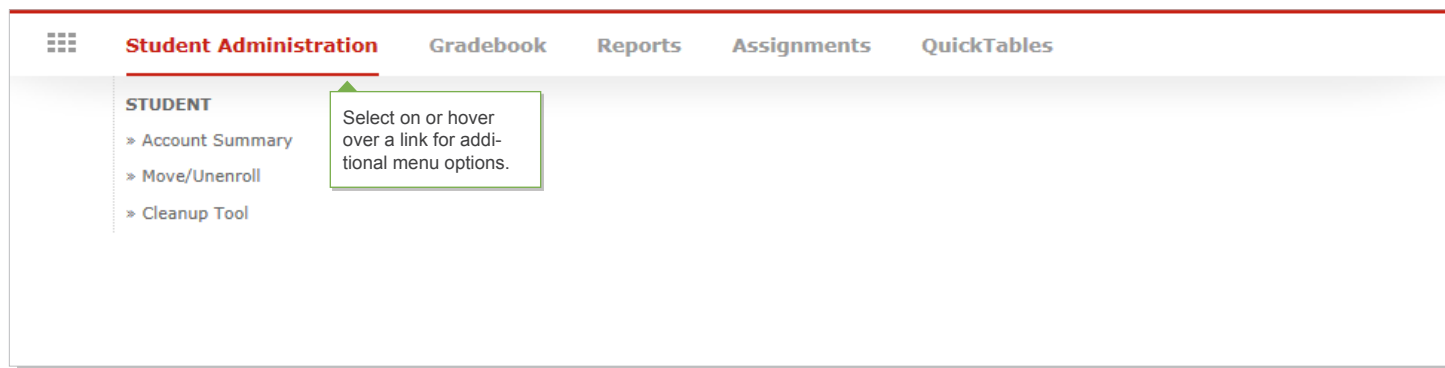 Student Administration Gradebook Reports Assignments QuickTables
STUDENT
» Account Summary
» Move/Unenroll
» Cleanup Tool
Select on or hover
over a link for addi-
tional menu options.